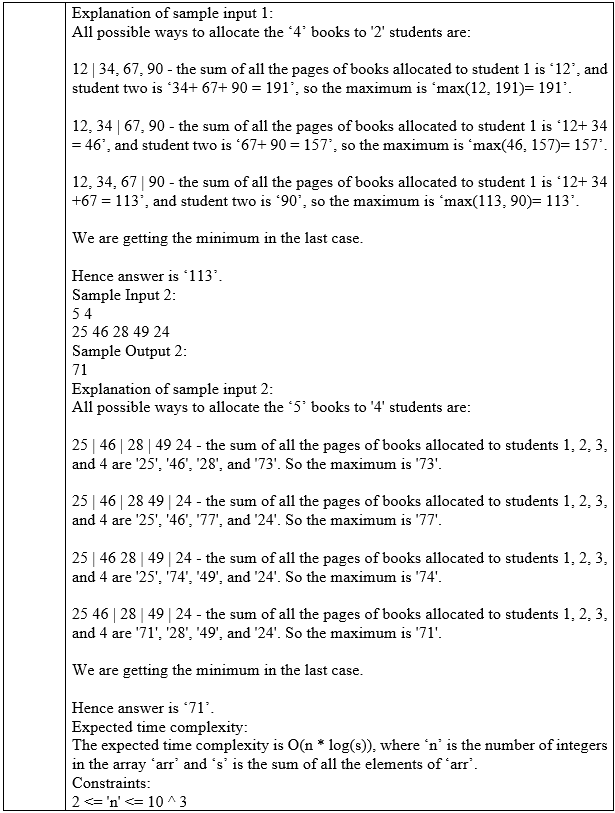 Explanation of sample input 1:
All possible ways to allocate the ‘4’ books to '2' students are:
12 | 34, 67, 90 - the sum of all the pages of books allocated to student 1 is ‘12’, and
student two is ‘34+ 67+ 90 = 191’, so the maximum is ‘max(12, 191)= 191’.
12, 34 | 67, 90 - the sum of all the pages of books allocated to student 1 is ‘12+ 34
= 46’, and student two is ‘67+ 90 = 157’, so the maximum is ‘max(46, 157)= 157’.
12, 34, 67 | 90 - the sum of all the pages of books allocated to student 1 is ‘12+ 34
+67 = 113’, and student two is ‘90’, so the maximum is ‘max(113, 90)= 113’.
We are getting the minimum in the last case.
Hence answer is ‘113’.
Sample Input 2:
5 4
25 46 28 49 24
Sample Output 2:
71
Explanation of sample input 2:
All possible ways to allocate the ‘5’ books to '4' students are:
25 | 46 | 28 | 49 24 - the sum of all the pages of books allocated to students 1, 2, 3,
and 4 are '25', '46', '28', and '73'. So the maximum is '73'.
25 | 46 | 28 49 | 24 - the sum of all the pages of books allocated to students 1, 2, 3,
and 4 are '25', '46', '77', and '24'. So the maximum is '77'.
25 | 46 28 | 49 | 24 - the sum of all the pages of books allocated to students 1, 2, 3,
and 4 are '25', '74', '49', and '24'. So the maximum is '74'.
25 46 | 28 | 49 | 24 - the sum of all the pages of books allocated to students 1, 2, 3,
and 4 are '71', '28', '49', and '24'. So the maximum is '71'.
We are getting the minimum in the last case.
Hence answer is ‘71’.
Expected time complexity:
The expected time complexity is O(n * log(s)), where ‘n’ is the number of integers
in the array ‘arr’ and ‘s’ is the sum of all the elements of ‘arr’.
Constraints:
2 <= 'n' <= 10 ^ 3